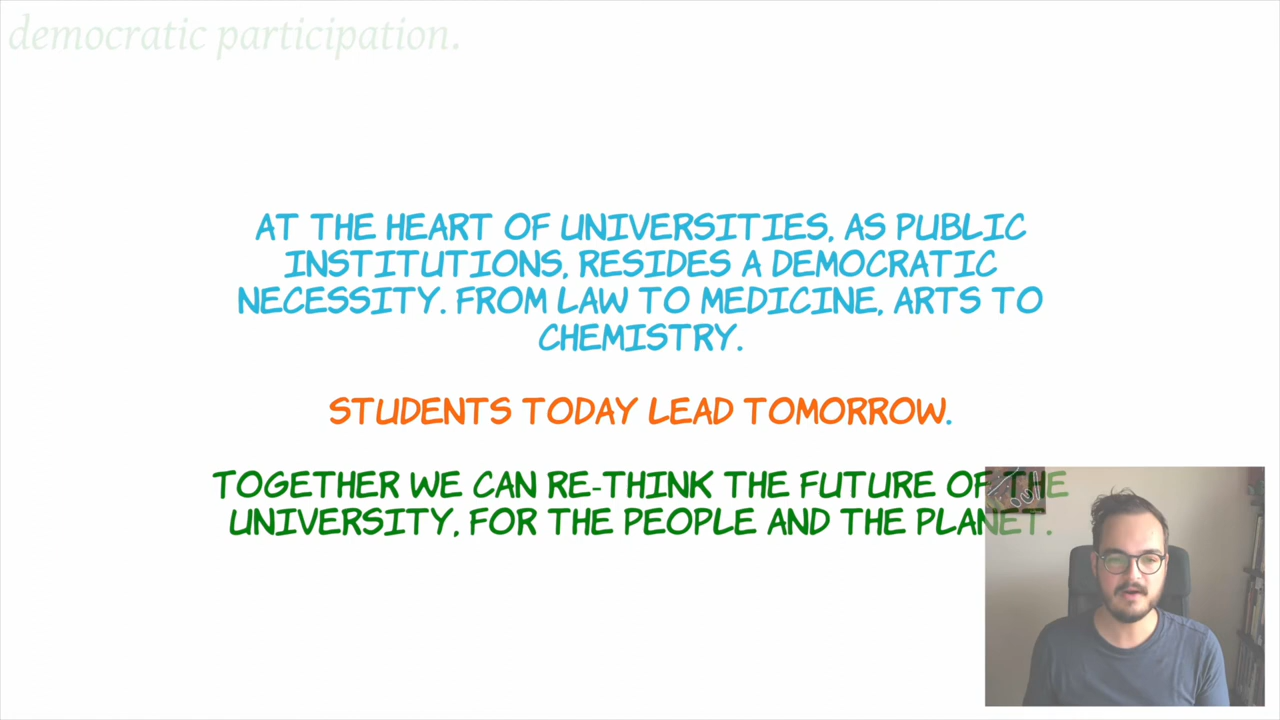 democratic participation.
AT THE HEART OF UNIVERSITIES, AS PUBLIC
INSTITUTIONS, RESIDES A DEMOCRATIC
NECESSITY. FROM LAW TO MEDICINE, ARTS TO
CHEMISTRY.
STUDENTS TODAY LEAD TOMORROW.
TOGETHER WE CAN RE-THINK THE FUTURE OF THE
UNIVERSITY, FOR THE PEOPLE AND THE PLANET.